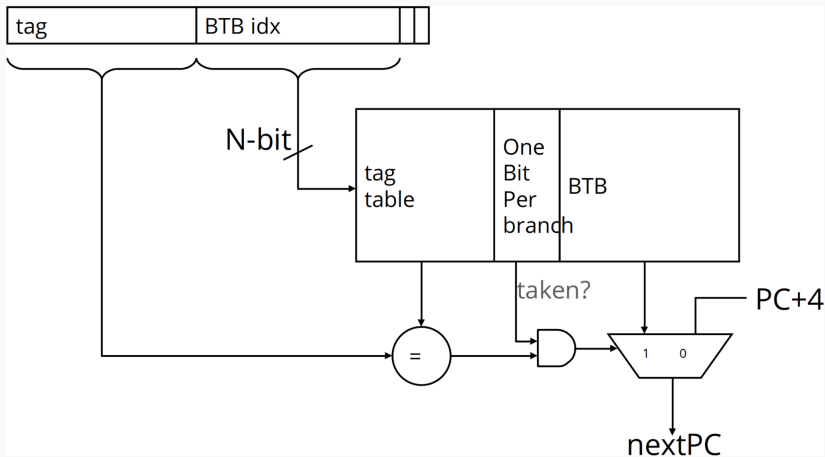 tag
BTB idx
N-bit
tag
table
One
Bit
Per
branch
BTB
taken?
PC+4
=
1
0
nextPC